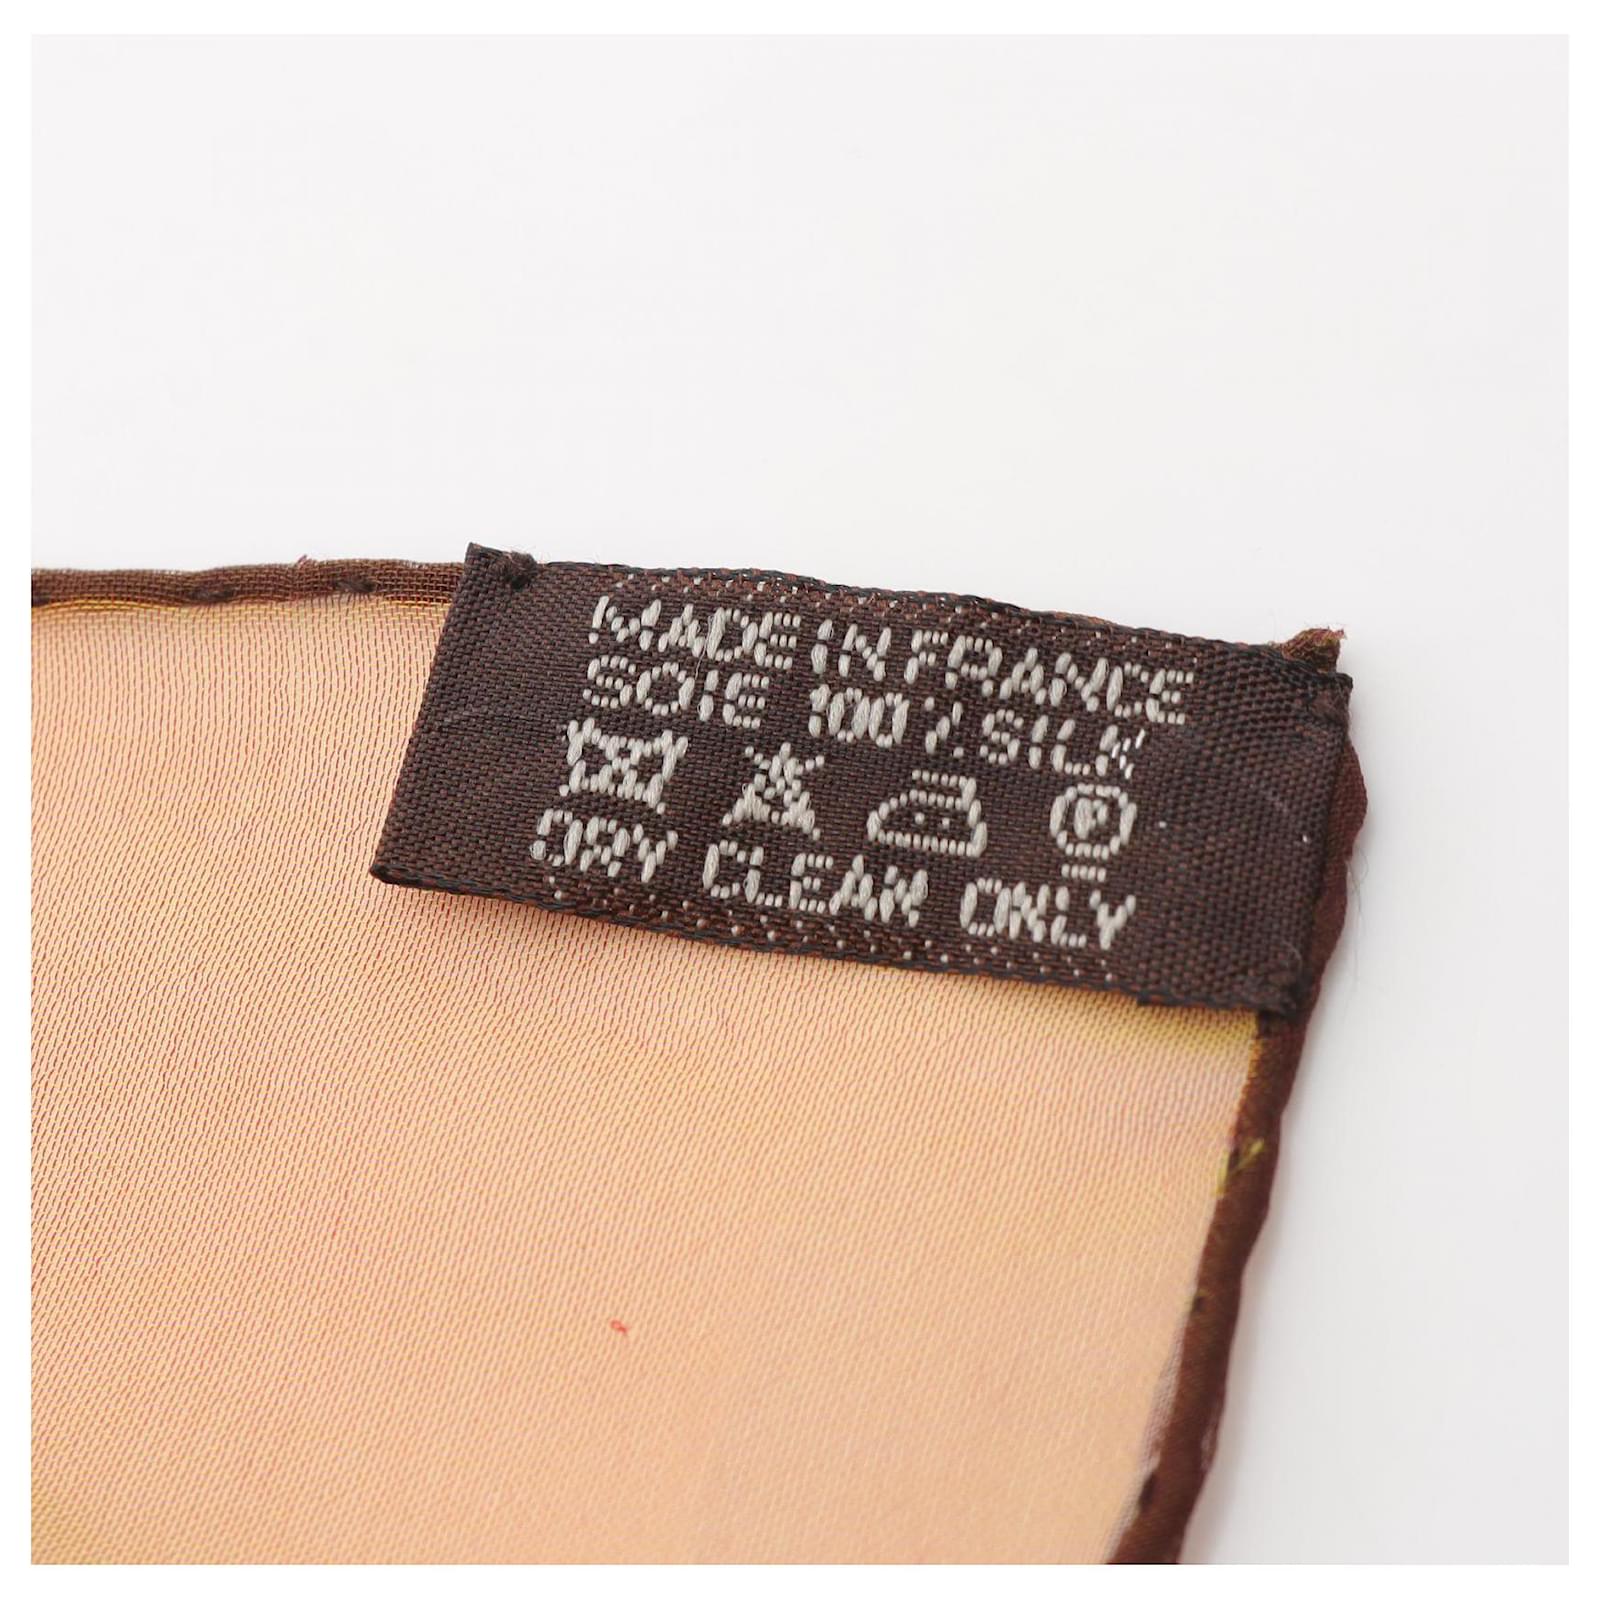 MADE IN FRANCE
SOIE 100% SILK
P
DRY CLEAN ONLY